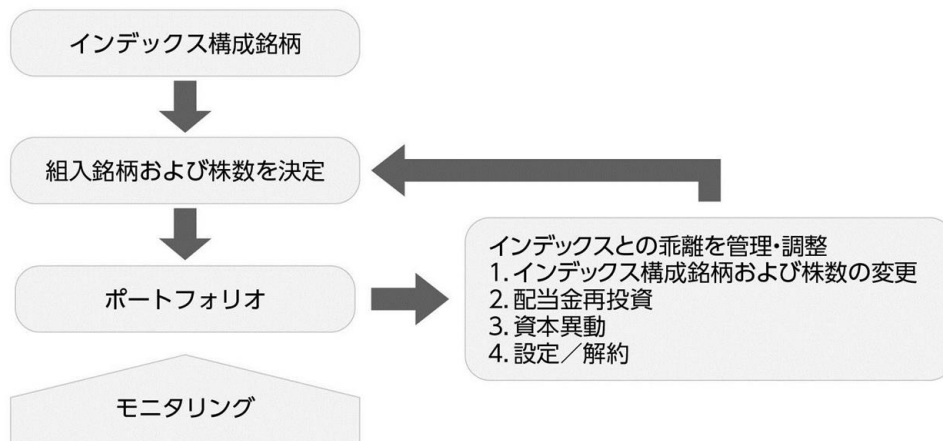 インデックス構成銘柄
組入銘柄および株数を決定
ポートフォリオ
インデックスとの乖離を管理・調整
1. インデックス構成銘柄および株数の変更
2. 配当金再投資
3. 資本異動
4. 設定／解約
モニタリング